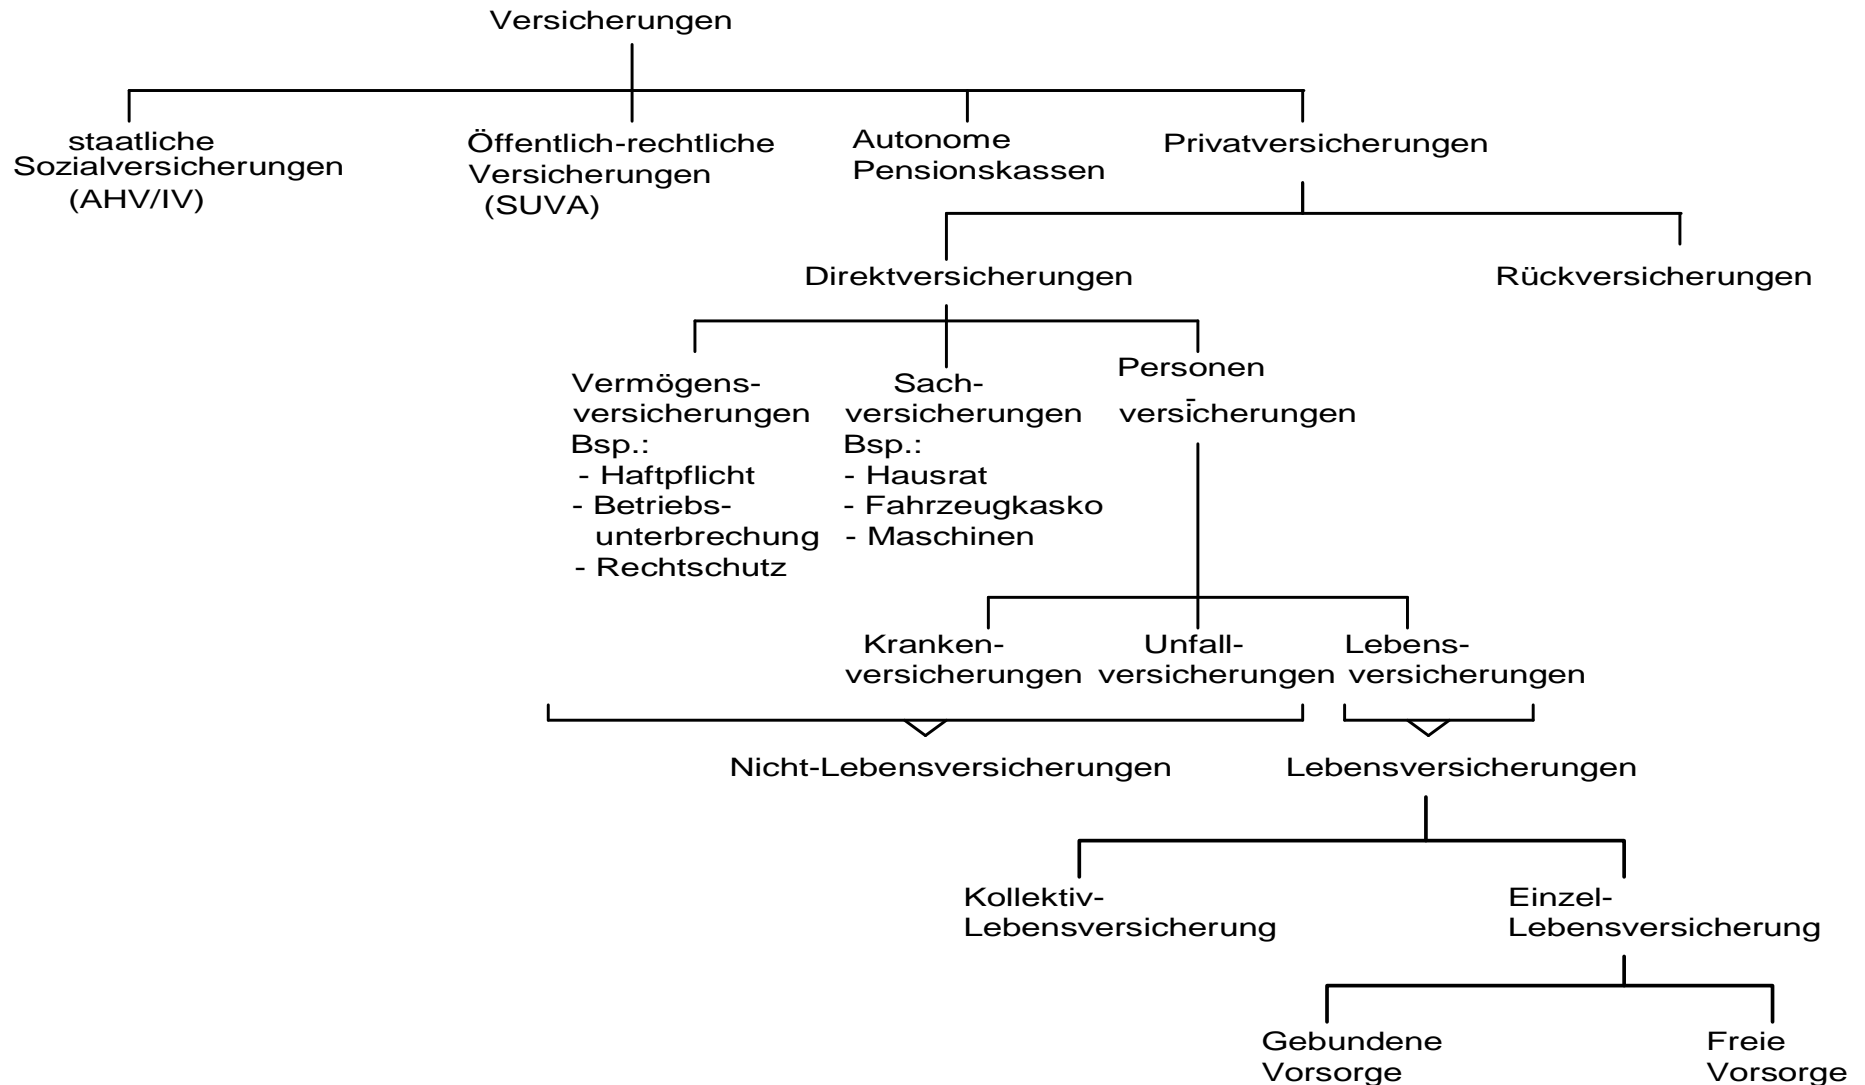 Versicherungen
staatliche
Sozialversicherungen
(AHV/IV)
Öffentlich-rechtliche
Versicherungen
(SUVA)
Autonome
Pensionskassen
Privatversicherungen
Direktversicherungen
Rückversicherungen
Vermögens-
versicherungen
Bsp.:
- Haftpflicht
- Betriebs-
unterbrechung
- Rechtschutz
Sach-
versicherungen
Bsp.:
- Hausrat
- Fahrzeugkasko
- Maschinen
Personen
-
versicherungen
Kranken-
versicherungen
Unfall-
versicherungen
Lebens-
versicherungen
Nicht-Lebensversicherungen
Lebensversicherungen
Kollektiv-
Lebensversicherung
Einzel-
Lebensversicherung
Gebundene
Vorsorge
Freie
Vorsorge